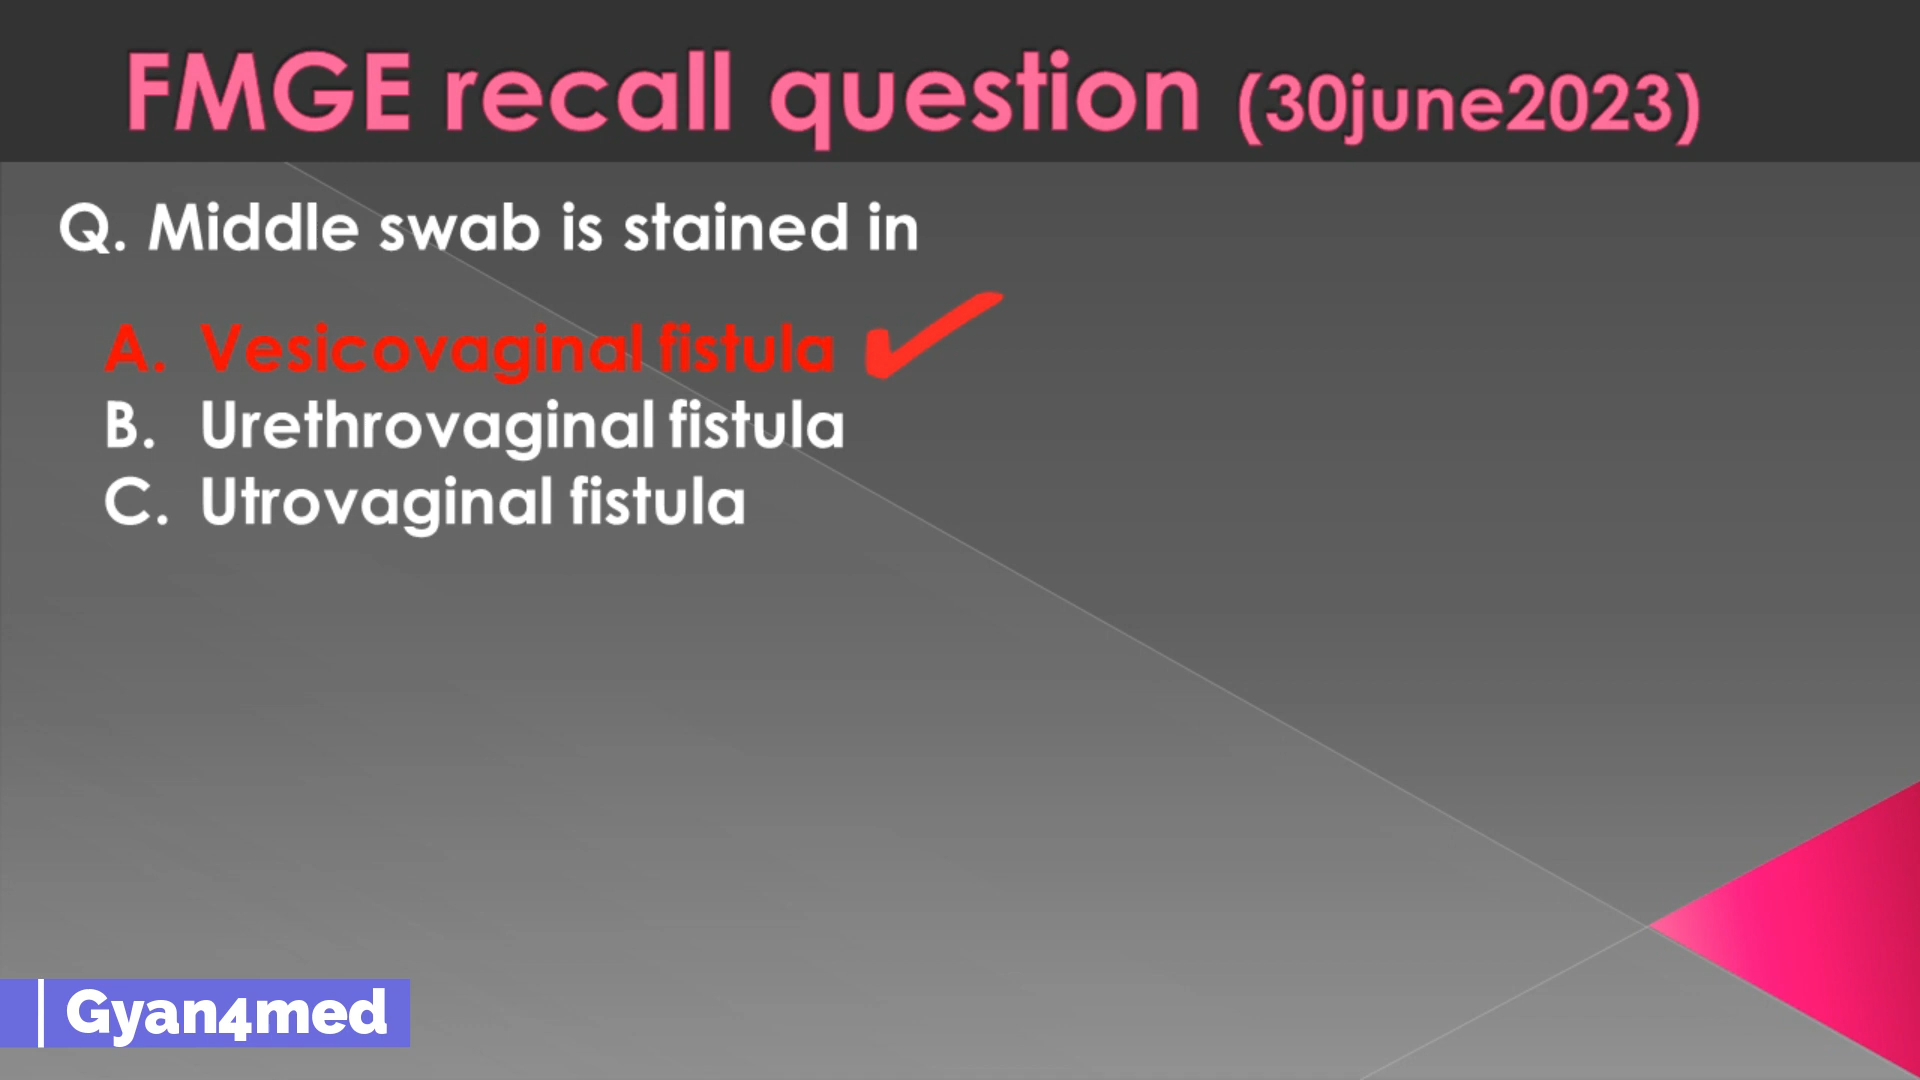 FMGE recall question (30june2023)
Q. Middle swab is stained in
A. Vesicovaginal fistula
B. Urethrovaginal fistula
C. Utrovaginal fistula
Gyan4med